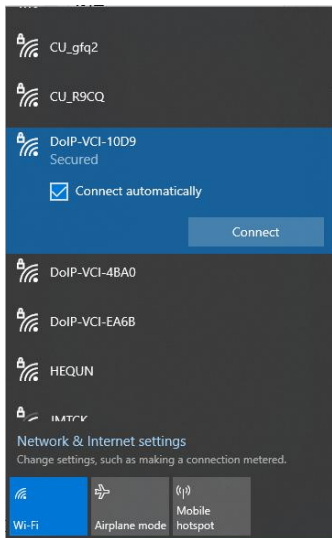 CU_gfq2
CU_R9CQ
DoIP-VCI-10D9
Secured
Connect automatically
Connect
DoIP-VCI-4BA0
DoIP-VCI-EA6B
HEQUN
Network & Internet settings
Change settings, such as making a connection metered.
Wi-Fi
Airplane mode
Mobile
hotspot